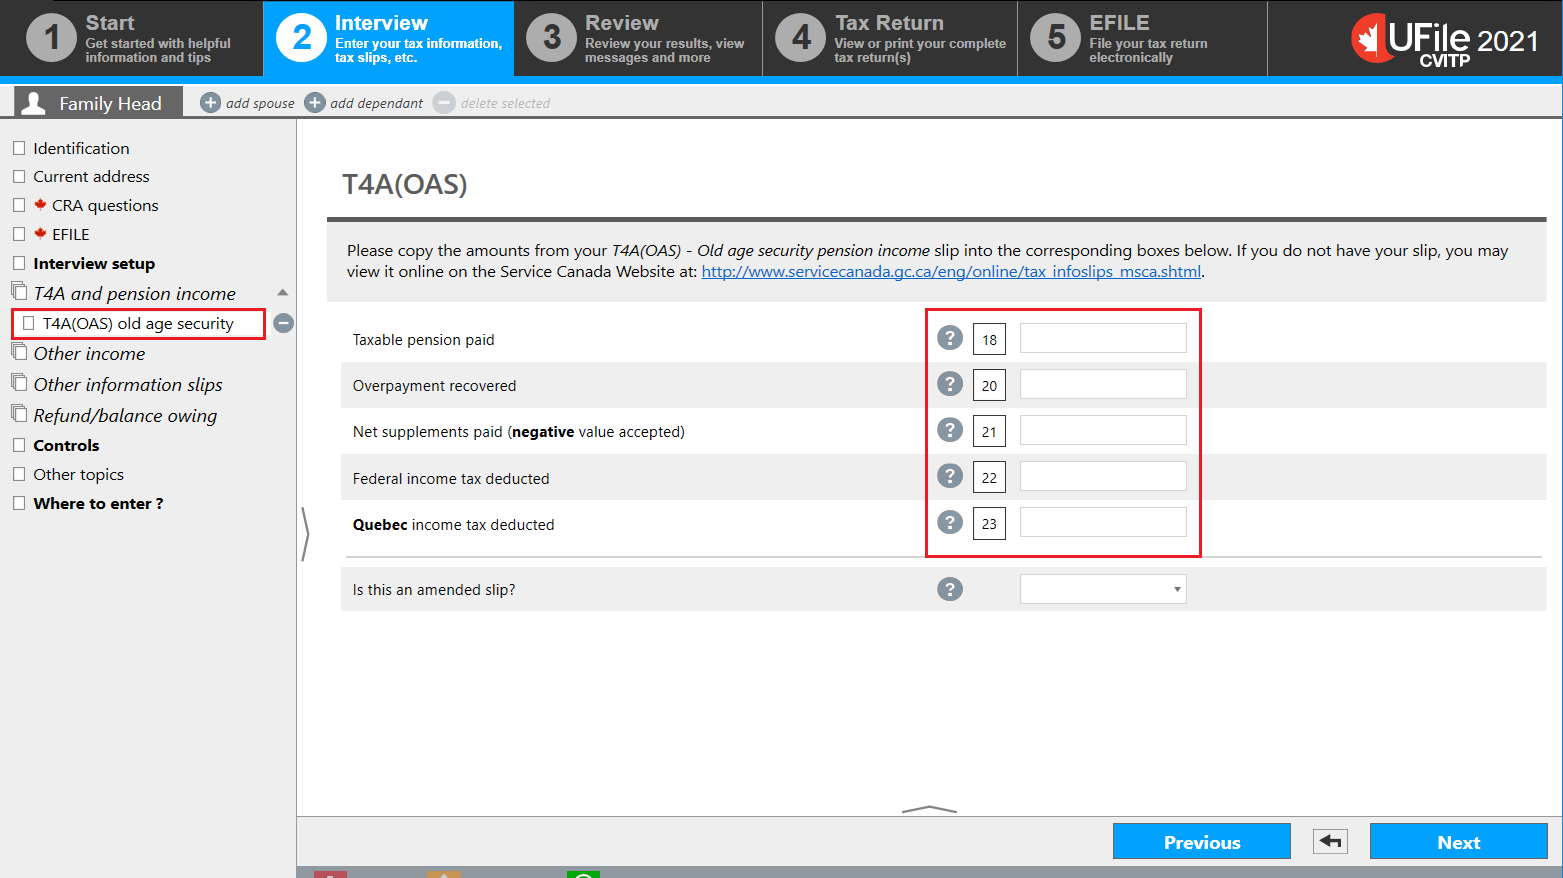 1
Start
Get started with helpful
information and tips
2
Interview
Enter your tax information,
tax slips, etc.
3
Review
Review your results, view
messages and more
4
Tax Return
View or print your complete
tax return(s)
5
EFILE
File your tax return
electronically
UFile 2021
CVITP
Family Head
add spouse
add dependant
delete selected
Identification
Current address
CRA questions
EFILE
Interview setup
T4A and pension income
T4A(OAS) old age security
Other income
Other information slips
Refund/balance owing
Controls
Other topics
Where to enter ?
T4A(OAS)
Please copy the amounts from your T4A(OAS) - Old age security pension income slip into the corresponding boxes below. If you do not have your slip, you may
view it online on the Service Canada Website at: http://www.servicecanada.gc.ca/eng/online/tax_infoslips_msca.shtml.
Taxable pension paid ? 18
Overpayment recovered ? 20
Net supplements paid (negative value accepted) ? 21
Federal income tax deducted ? 22
Quebec income tax deducted ? 23
Is this an amended slip? ?
Previous
Next